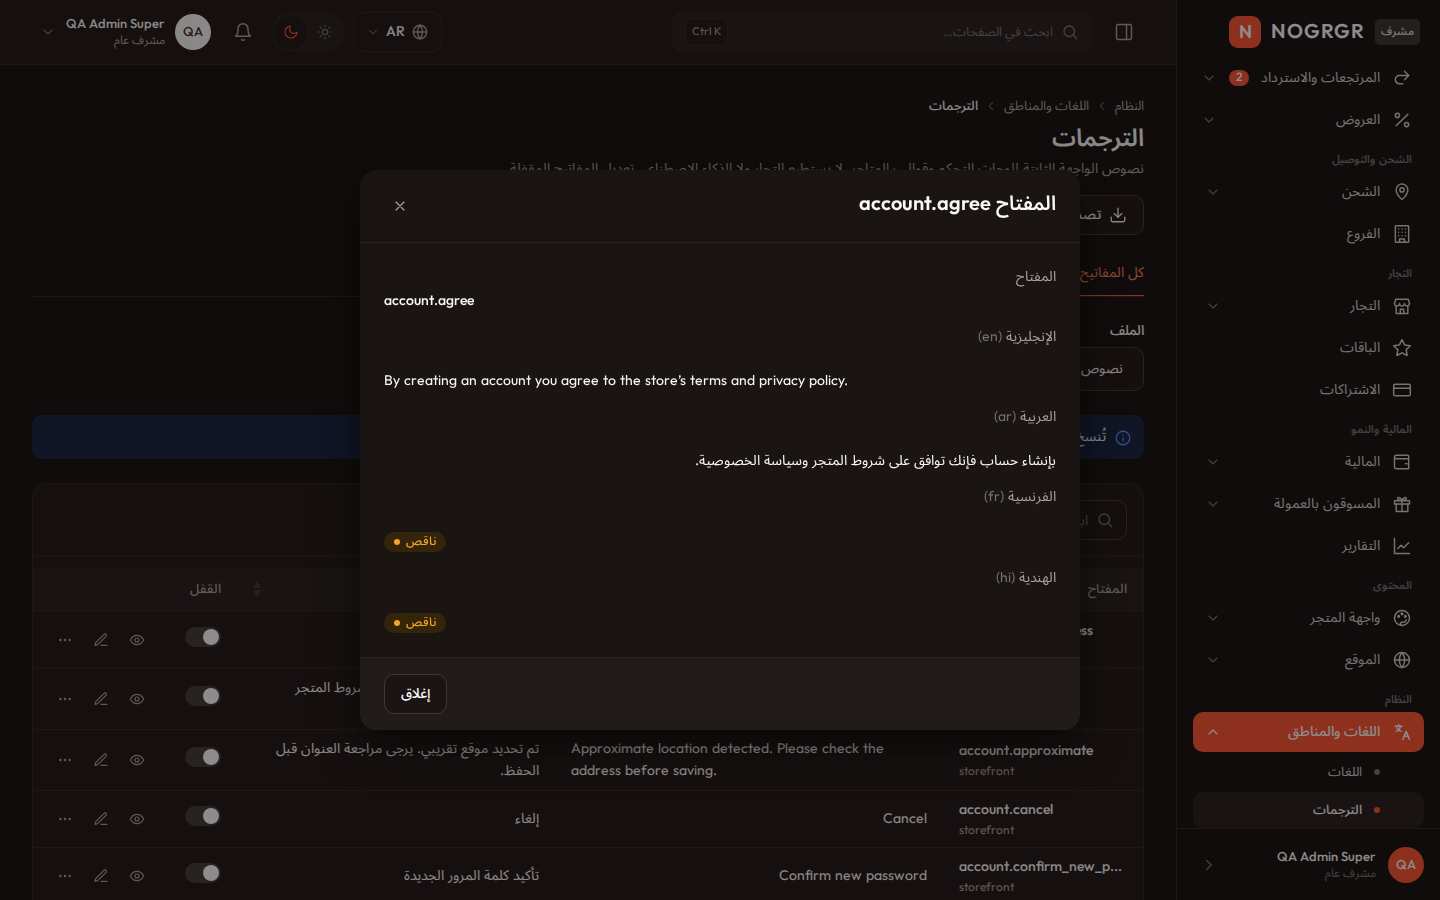 مشرف
NOGRGR
N
المرتجعات والاسترداد
2
العروض
الشحن والتوصيل
الشحن
الفروع
التجار
التجار
الباقات
الاشتراكات
المالية والنمو
المالية
المسوقون بالعمولة
التقارير
المحتوى
واجهة المتجر
الموقع
النظام
اللغات والمناطق
اللغات
الترجمات
QA
QA Admin Super
مشرف عام
ابحث في الصفحات...
Ctrl K
AR
QA
QA Admin Super
مشرف عام
النظام
اللغات والمناطق
الترجمات
الترجمات
كل المفاتيح
الملف
نصوص
المفتاح account.agree
المفتاح
account.agree
الإنجليزية (en)
By creating an account you agree to the store's terms and privacy policy.
العربية (ar)
بإنشاء حساب فإنك توافق على شروط المتجر وسياسة الخصوصية.
الفرنسية (fr)
ناقص
الهندية (hi)
ناقص
إغلاق
المفتاح
القفل
شروط المتجر
account.approximate
storefront
Approximate location detected. Please check the
address before saving.
تم تحديد موقع تقريبي. يرجى مراجعة العنوان قبل
الحفظ.
account.cancel
storefront
Cancel
إلغاء
account.confirm_new_p...
storefront
Confirm new password
تأكيد كلمة المرور الجديدة